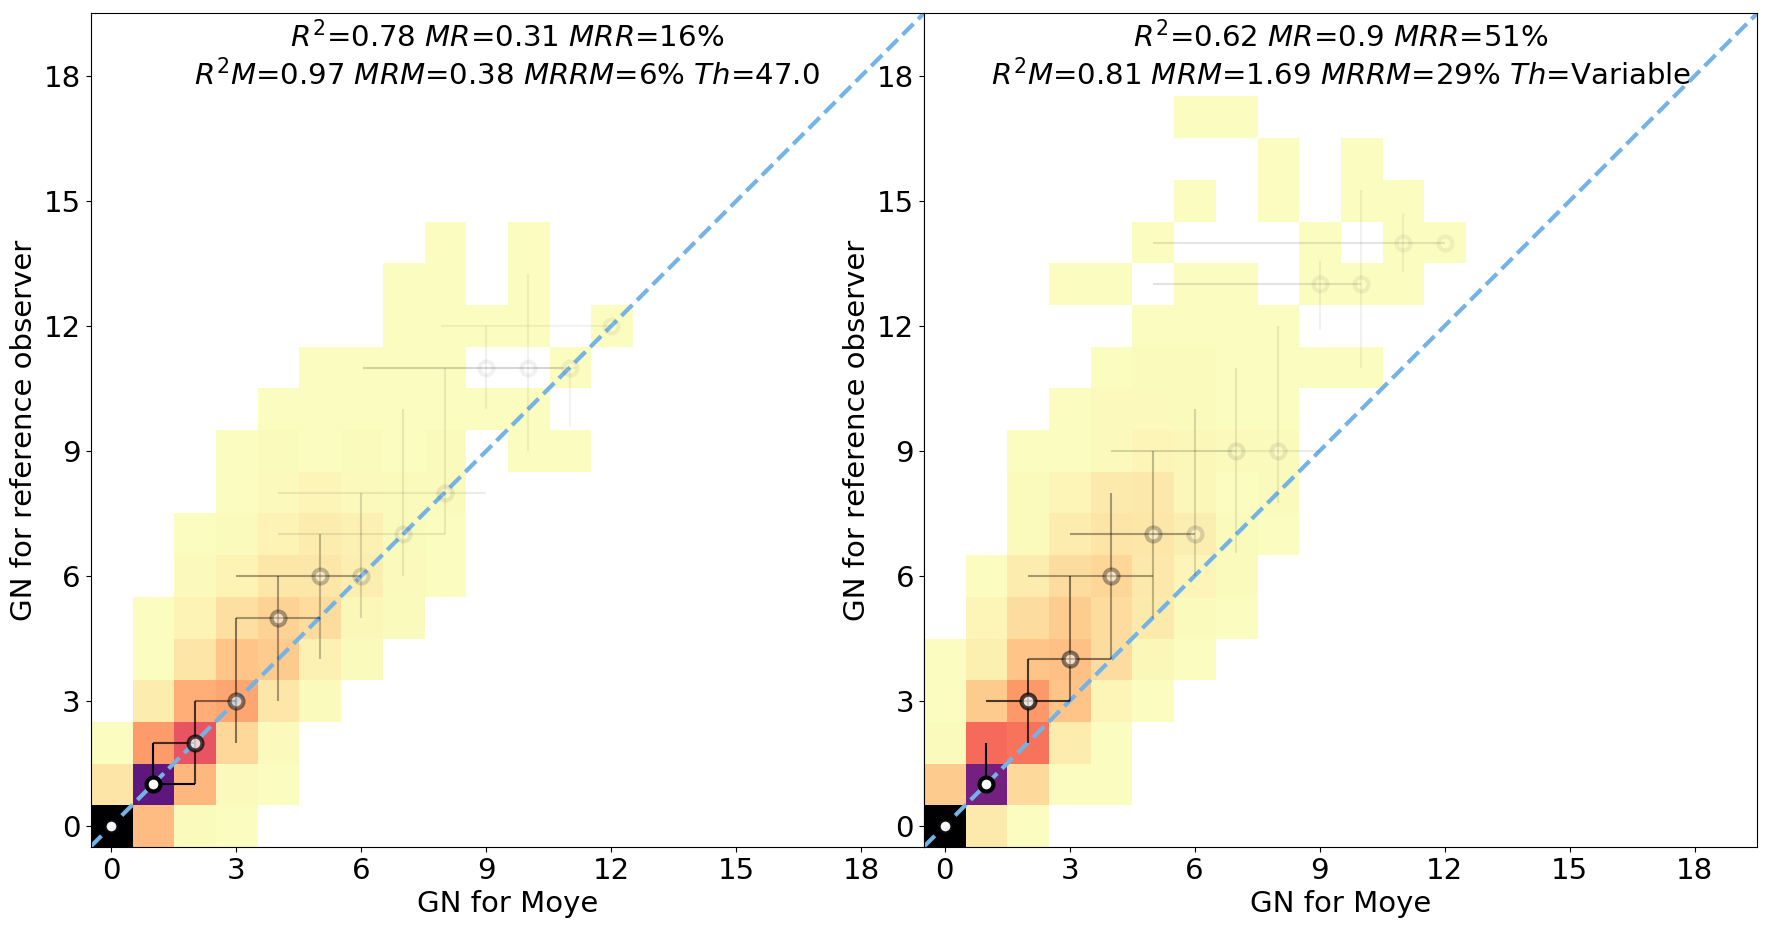 R²=0.78 MR=0.31 MRR=16%
R²M=0.97 MRM=0.38 MRRM=6% Th=47.0
18
15
12
9
6
3
0
GN for reference observer
0 3 6 9 12 15 18
GN for Moye
R²=0.62 MR=0.9 MRR=51%
R²M=0.81 MRM=1.69 MRRM=29% Th=Variable
18
15
12
9
6
3
0
GN for reference observer
0 3 6 9 12 15 18
GN for Moye